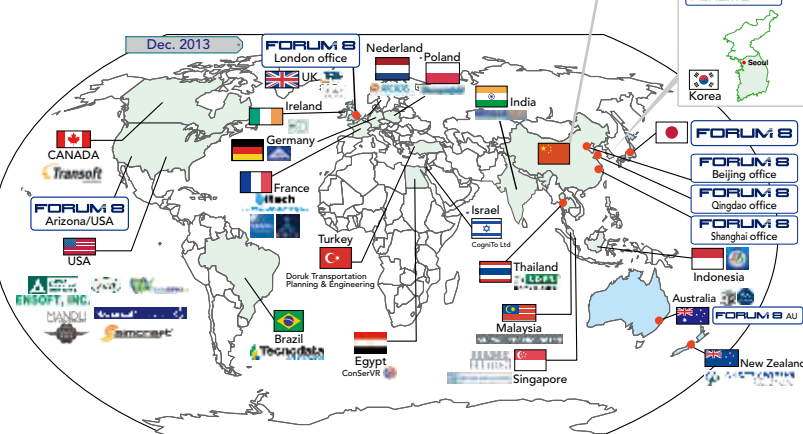 Dec. 2013
FORUM 8
London office
UK
Nederland
Poland
Seoul
Korea
Ireland
India
Germany
CANADA
Transoft
FORUM 8
FORUM 8
Beijing office
France
FORUM 8
Qingdao office
FORUM 8
Arizona/USA
Israel
CogniTo Ltd
FORUM 8
Shanghai office
USA
Turkey
Doruk Transportation
Planning & Engineering
Thailand
Indonesia
ENSOFT, INC.
Australia
FORUM 8 AU
MANDLI
Simcraft
Brazil
Tecnodata
Egypt
ConSerVR
Malaysia
Singapore
New Zealand